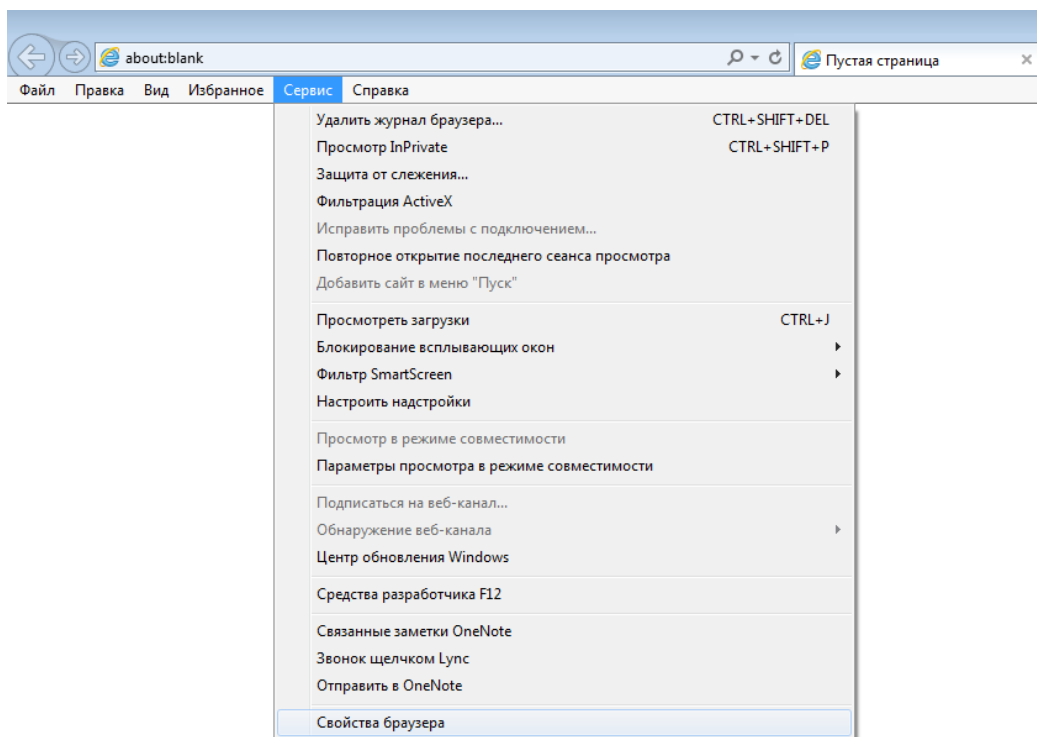 about:blank
Пустая страница
Файл Правка Вид Избранное Сервис Справка
Удалить журнал браузера... CTRL+SHIFT+DEL
Просмотр InPrivate CTRL+SHIFT+P
Защита от слежения...
Фильтрация ActiveX
Исправить проблемы с подключением...
Повторное открытие последнего сеанса просмотра
Добавить сайт в меню "Пуск"
Просмотреть загрузки CTRL+J
Блокирование всплывающих окон
Фильтр SmartScreen
Настроить надстройки
Просмотр в режиме совместимости
Параметры просмотра в режиме совместимости
Подписаться на веб-канал...
Обнаружение веб-канала
Центр обновления Windows
Средства разработчика F12
Связанные заметки OneNote
Звонок щелчком Lync
Отправить в OneNote
Свойства браузера